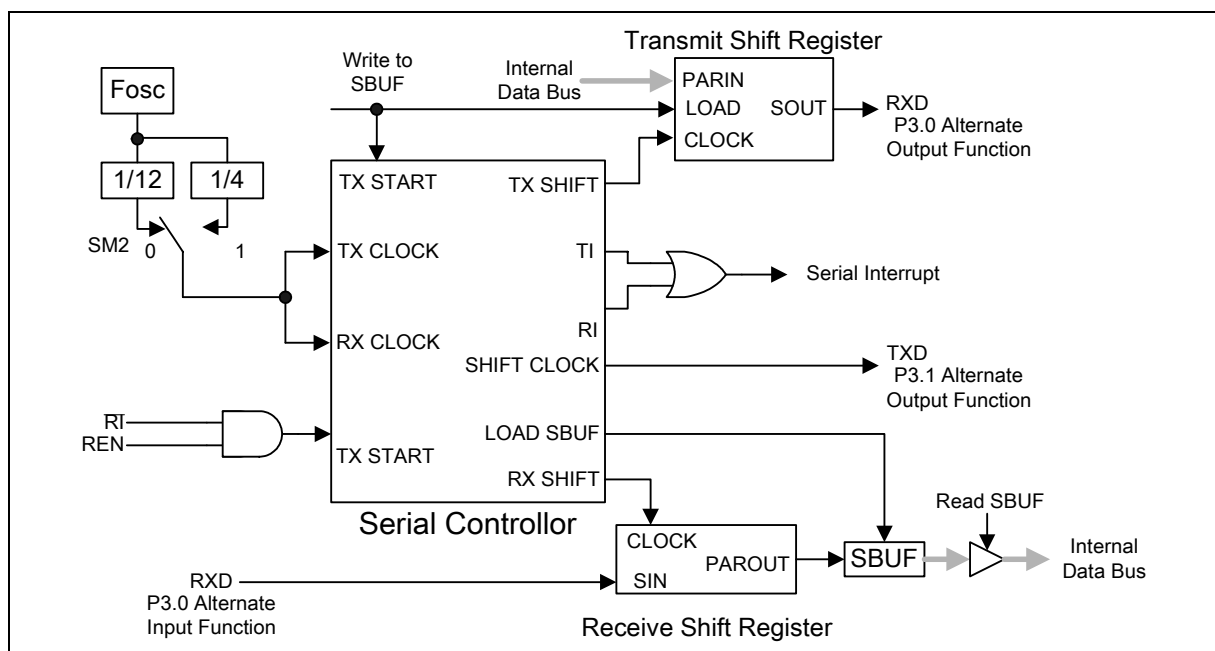 Transmit Shift Register
Write to
SBUF
Internal
Data Bus
PARIN
LOAD
SOUT
CLOCK
RXD
P3.0 Alternate
Output Function
Fosc
1/12
1/4
SM2
0
1
TX START
TX SHIFT
TX CLOCK
TI
Serial Interrupt
RI
RX CLOCK
SHIFT CLOCK
TXD
P3.1 Alternate
Output Function
R̅I̅
REN
LOAD SBUF
TX START
RX SHIFT
Serial Controllor
Read SBUF
CLOCK
PAROUT
SIN
SBUF
Internal
Data Bus
RXD
P3.0 Alternate
Input Function
Receive Shift Register